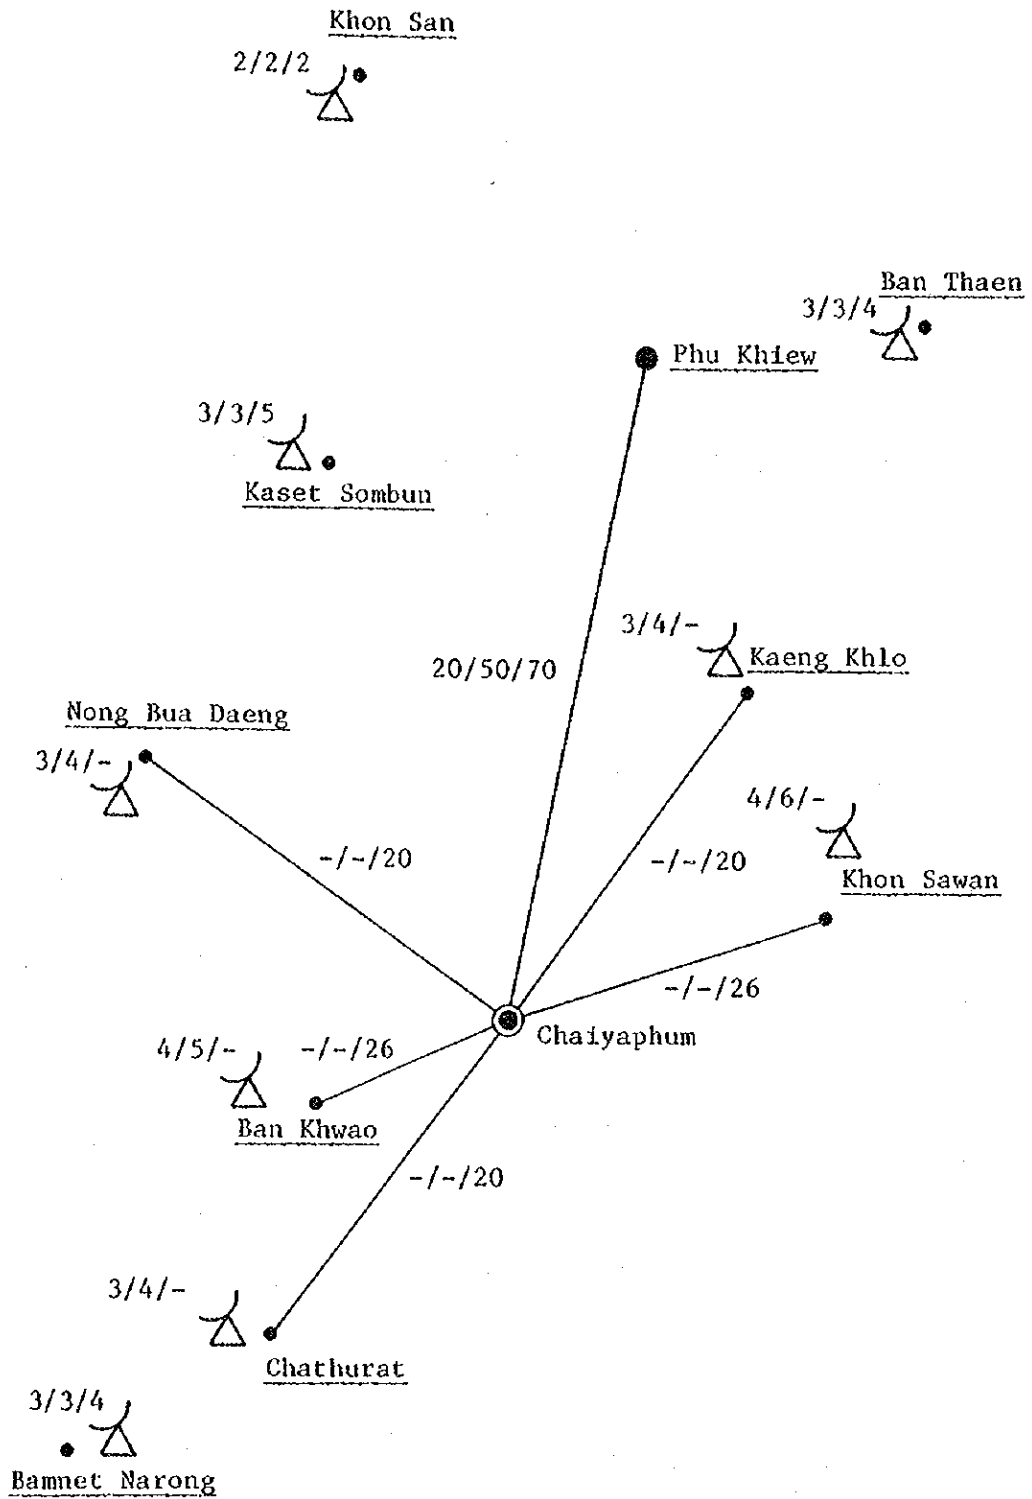 Khon San
2/2/2
Ban Thaen
3/3/4
Phu Khiew
3/3/5
Kaset Sombun
3/4/-
Kaeng Khlo
20/50/70
Nong Bua Daeng
3/4/-
4/6/-
-/-/20
-/-/20
Khon Sawan
-/-/26
Chaiyaphum
4/5/-
-/-/26
Ban Khwao
-/-/20
3/4/-
Chathurat
3/3/4
Bamnet Narong